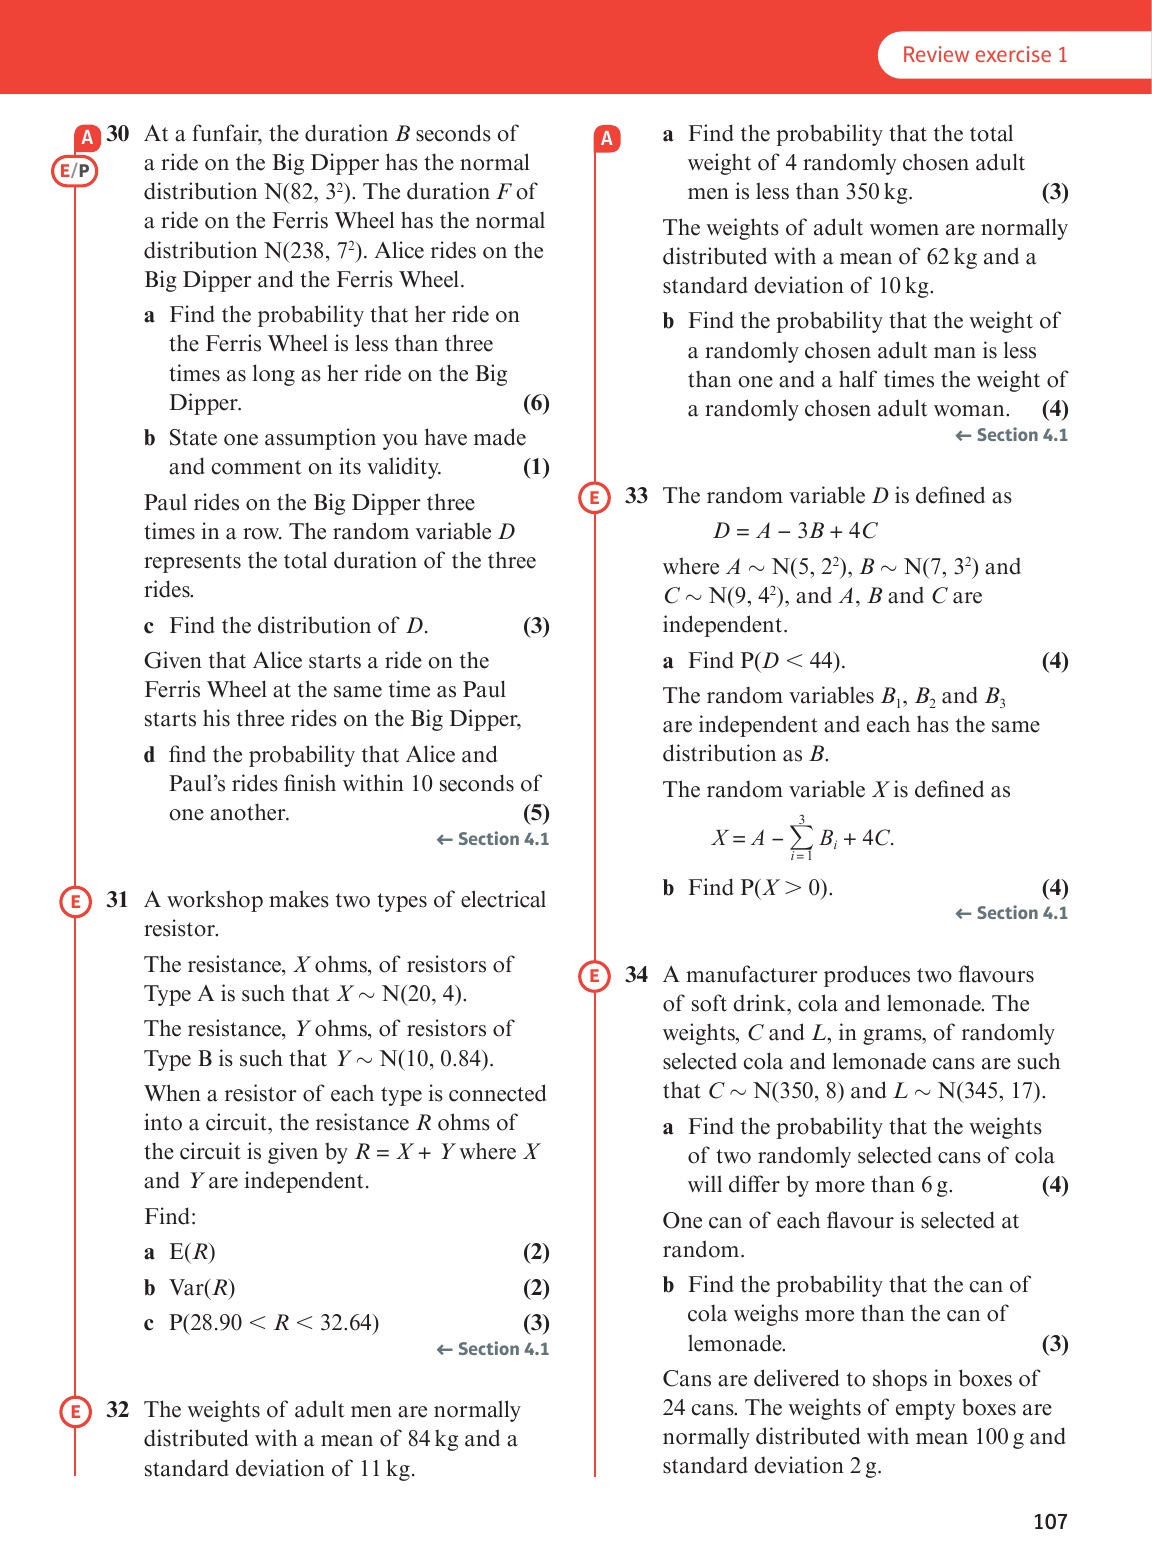 Review exercise 1
A
E/P
30 At a funfair, the duration B seconds of
a ride on the Big Dipper has the normal
distribution N(82, 3²). The duration F of
a ride on the Ferris Wheel has the normal
distribution N(238, 7²). Alice rides on the
Big Dipper and the Ferris Wheel.
a Find the probability that her ride on
the Ferris Wheel is less than three
times as long as her ride on the Big
Dipper. (6)
b State one assumption you have made
and comment on its validity. (1)
Paul rides on the Big Dipper three
times in a row. The random variable D
represents the total duration of the three
rides.
c Find the distribution of D. (3)
Given that Alice starts a ride on the
Ferris Wheel at the same time as Paul
starts his three rides on the Big Dipper,
d find the probability that Alice and
Paul's rides finish within 10 seconds of
one another. (5)
← Section 4.1
E 31 A workshop makes two types of electrical
resistor.
The resistance, X ohms, of resistors of
Type A is such that X ~ N(20, 4).
The resistance, Y ohms, of resistors of
Type B is such that Y ~ N(10, 0.84).
When a resistor of each type is connected
into a circuit, the resistance R ohms of
the circuit is given by R = X + Y where X
and Y are independent.
Find:
a E(R) (2)
b Var(R) (2)
c P(28.90 < R < 32.64) (3)
← Section 4.1
E 32 The weights of adult men are normally
distributed with a mean of 84 kg and a
standard deviation of 11 kg.
A
a Find the probability that the total
weight of 4 randomly chosen adult
men is less than 350 kg. (3)
The weights of adult women are normally
distributed with a mean of 62 kg and a
standard deviation of 10 kg.
b Find the probability that the weight of
a randomly chosen adult man is less
than one and a half times the weight of
a randomly chosen adult woman. (4)
← Section 4.1
E 33 The random variable D is defined as
D = A − 3B + 4C
where A ~ N(5, 2²), B ~ N(7, 3²) and
C ~ N(9, 4²), and A, B and C are
independent.
a Find P(D < 44). (4)
The random variables B₁, B₂ and B₃
are independent and each has the same
distribution as B.
The random variable X is defined as
X = A − ∑³ᵢ₌₁ Bᵢ + 4C.
b Find P(X > 0). (4)
← Section 4.1
E 34 A manufacturer produces two flavours
of soft drink, cola and lemonade. The
weights, C and L, in grams, of randomly
selected cola and lemonade cans are such
that C ~ N(350, 8) and L ~ N(345, 17).
a Find the probability that the weights
of two randomly selected cans of cola
will differ by more than 6 g. (4)
One can of each flavour is selected at
random.
b Find the probability that the can of
cola weighs more than the can of
lemonade. (3)
Cans are delivered to shops in boxes of
24 cans. The weights of empty boxes are
normally distributed with mean 100 g and
standard deviation 2 g.
107